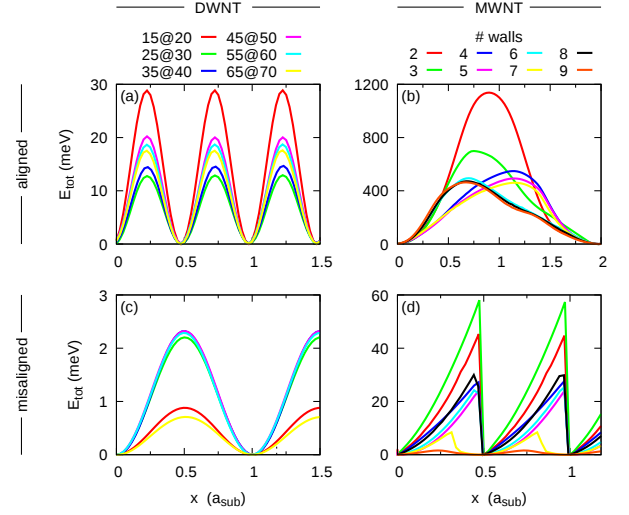 DWNT
MWNT
15@20 45@50
25@30 55@60
35@40 65@70
# walls
2 4 6 8
3 5 7 9
aligned
misaligned
(a)
E_tot (meV)
30
20
10
0
0 0.5 1 1.5
(b)
1200
800
400
0
0 0.5 1 1.5 2
(c)
E_tot (meV)
3
2
1
0
0 0.5 1 1.5
x (a_sub)
(d)
60
40
20
0
0 0.5 1
x (a_sub)